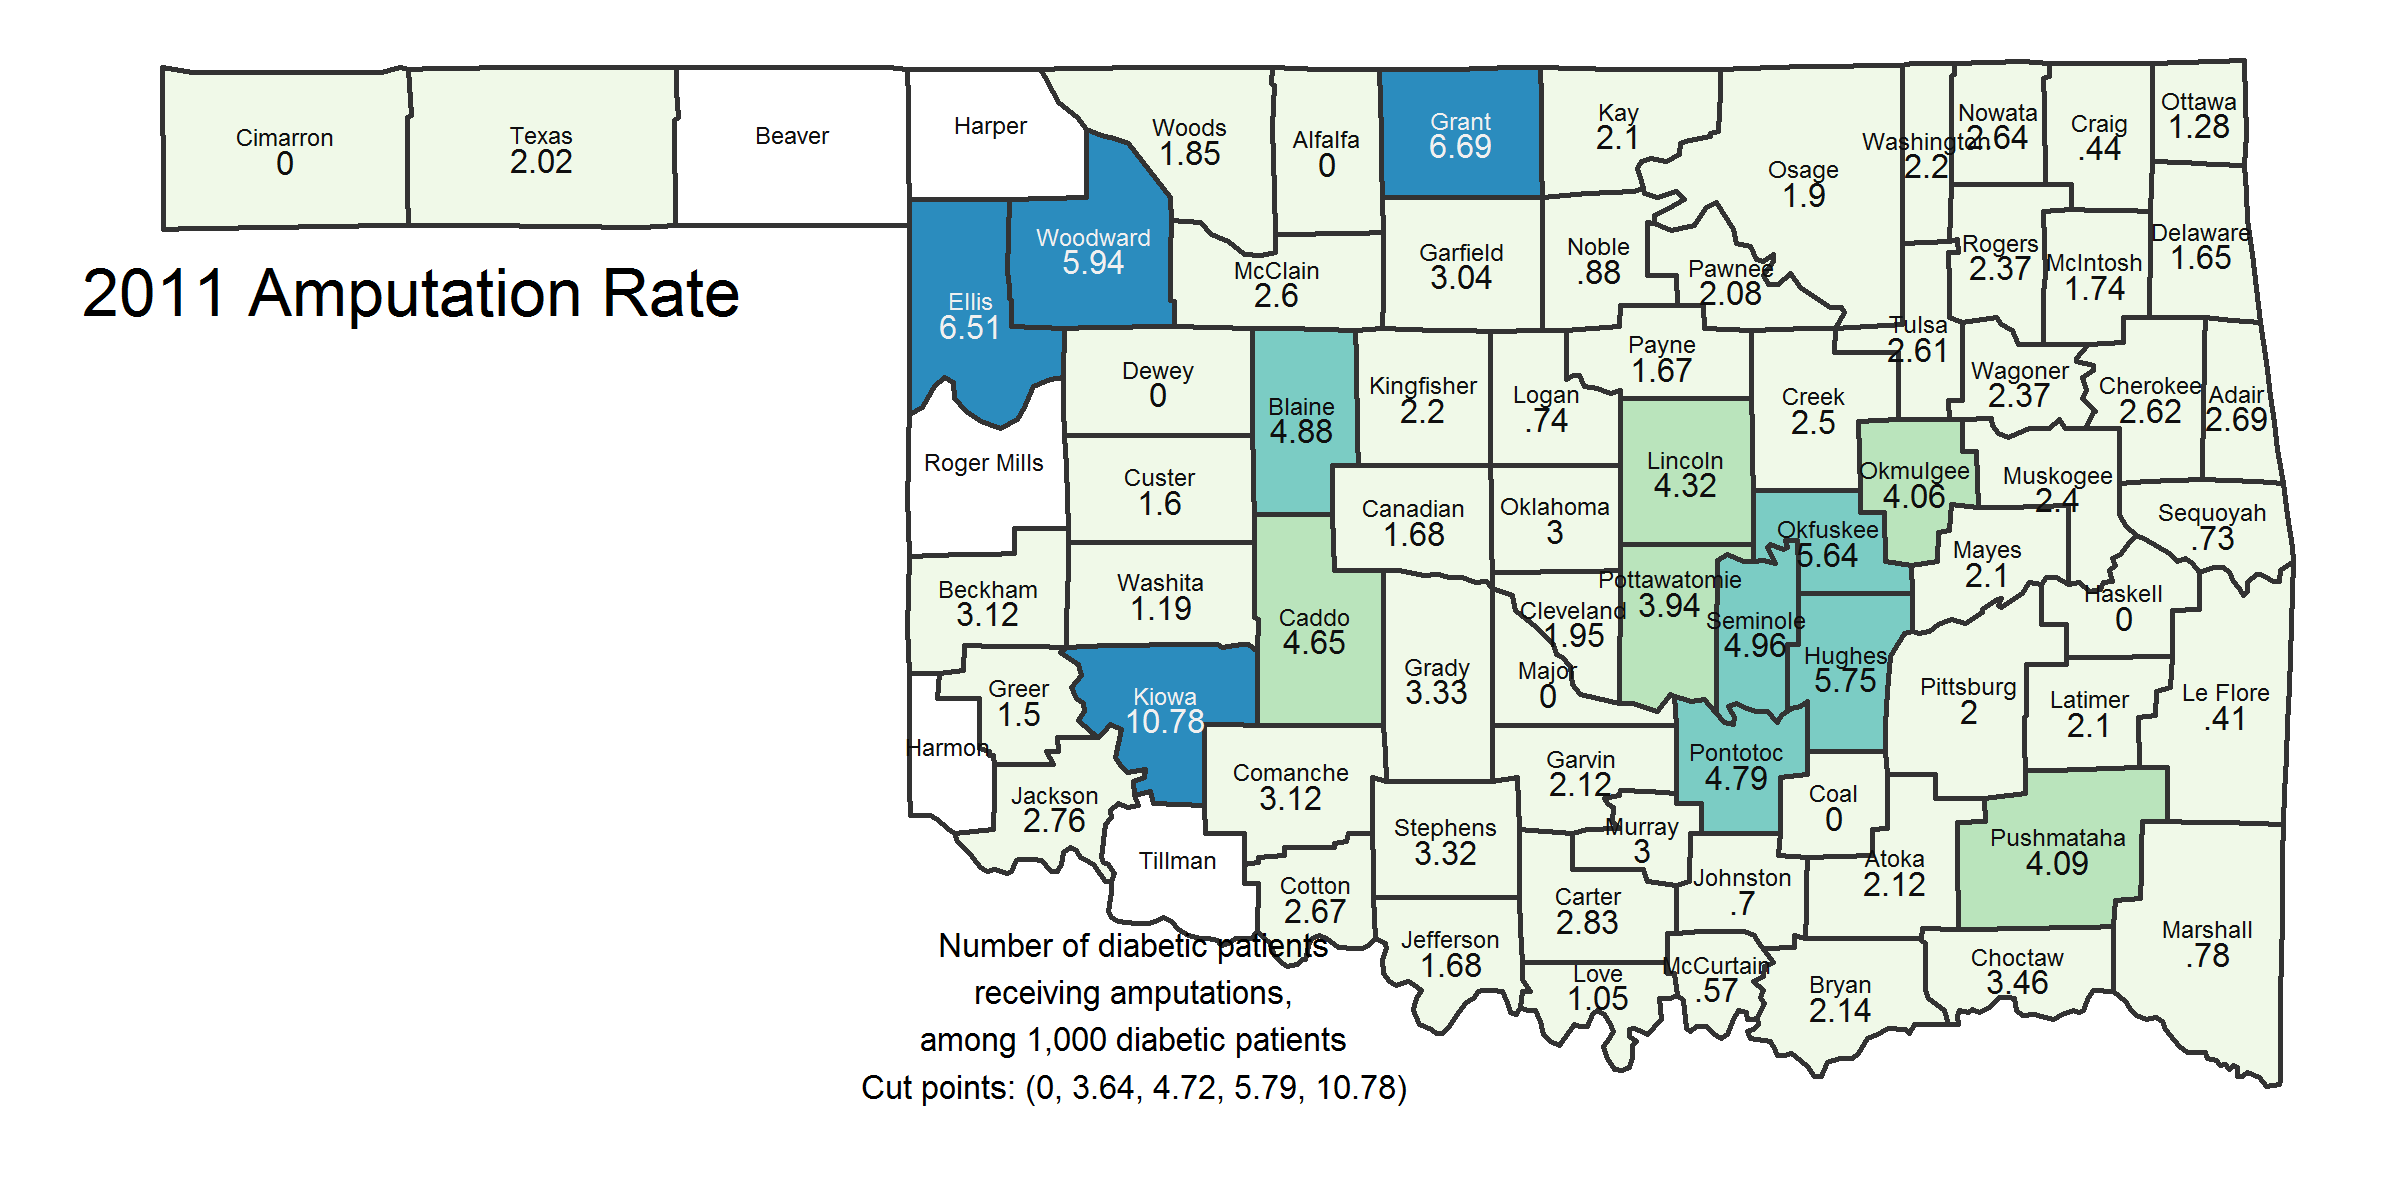 Cimarron
0
Texas
2.02
Beaver
Harper
Woods
1.85
Alfalfa
0
Grant
6.69
Kay
2.1
Osage
1.9
Washington
2.2
Nowata
2.64
Craig
.44
Ottawa
1.28
2011 Amputation Rate
Ellis
6.51
Woodward
5.94
McClain
2.6
Garfield
3.04
Noble
.88
Pawnee
2.08
Rogers
2.37
McIntosh
1.74
Delaware
1.65
Dewey
0
Blaine
4.88
Kingfisher
2.2
Logan
.74
Payne
1.67
Creek
2.5
Tulsa
2.61
Wagoner
2.37
Cherokee
2.62
Adair
2.69
Roger Mills
Custer
1.6
Canadian
1.68
Oklahoma
3
Lincoln
4.32
Okmulgee
4.06
Muskogee
2.4
Sequoyah
.73
Okfuskee
5.64
Mayes
2.1
Haskell
0
Beckham
3.12
Washita
1.19
Caddo
4.65
Grady
3.33
Cleveland
1.95
Pottawatomie
3.94
Seminole
4.96
Hughes
5.75
Major
0
Pittsburg
2
Latimer
2.1
Le Flore
.41
Greer
1.5
Kiowa
10.78
Harmon
Jackson
2.76
Comanche
3.12
Garvin
2.12
Pontotoc
4.79
Coal
0
Stephens
3.32
Murray
3
Pushmataha
4.09
Tillman
Cotton
2.67
Carter
2.83
Johnston
.7
Atoka
2.12
Jefferson
1.68
Love
1.05
McCurtain
.57
Bryan
2.14
Choctaw
3.46
Marshall
.78
Number of diabetic patients
receiving amputations,
among 1,000 diabetic patients
Cut points: (0, 3.64, 4.72, 5.79, 10.78)